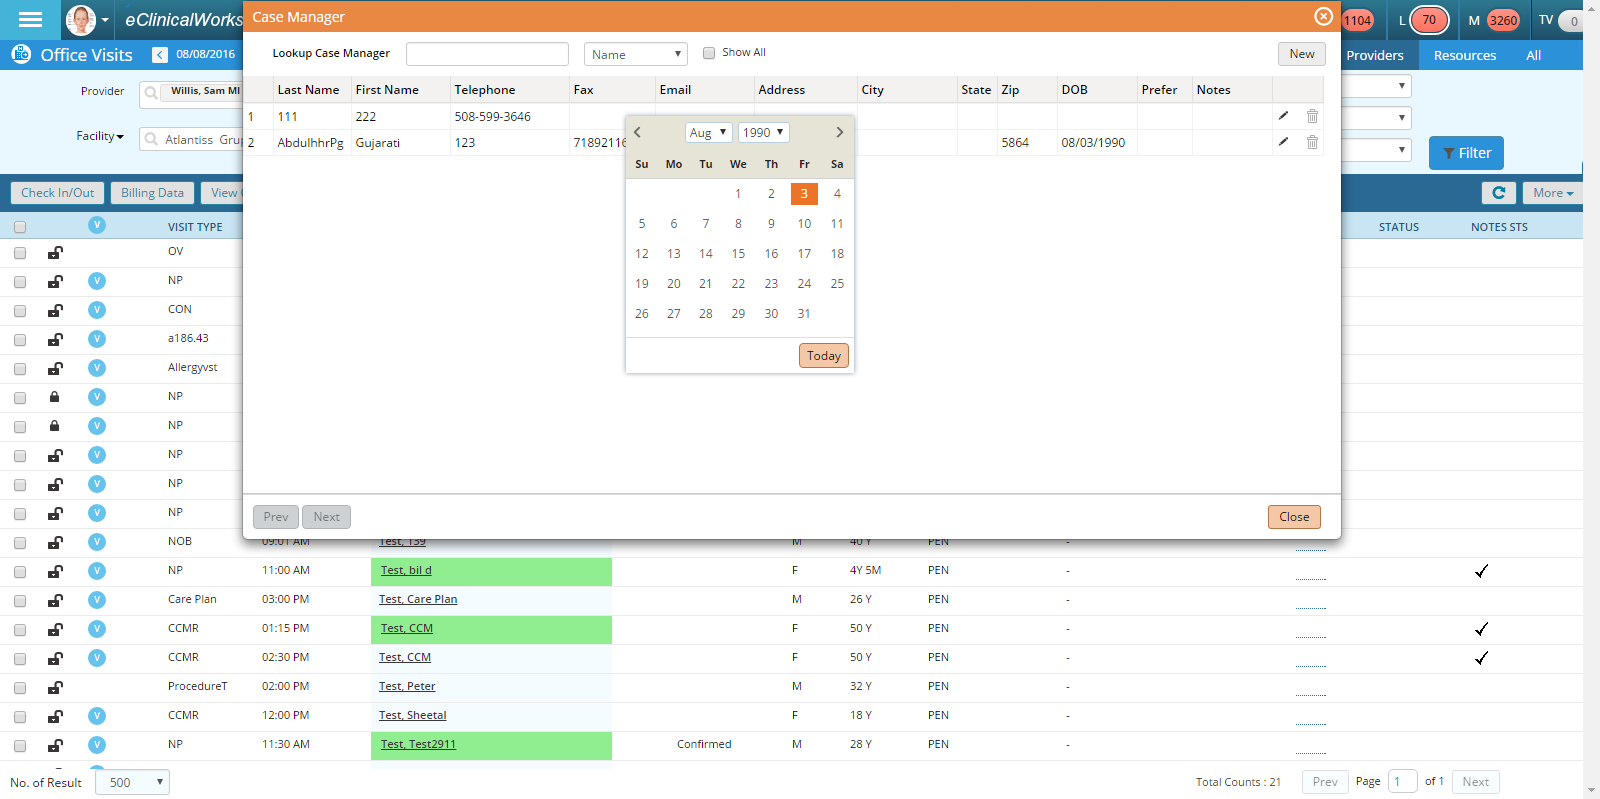 eClinicalWorks
1104 L 70 M 3260 TV 0
Office Visits 08/08/2016
Providers Resources All
Provider Willis, Sam MI
Facility Atlantiss Gru
Filter
Check In/Out Billing Data View
More
Case Manager
Lookup Case Manager Name Show All New
Last Name First Name Telephone Fax Email Address City State Zip DOB Prefer Notes
1 111 222 508-599-3646
2 AbdulhhrPg Gujarati 123 71892116 5864 08/03/1990
Aug 1990
Su Mo Tu We Th Fr Sa
1 2 3 4
5 6 7 8 9 10 11
12 13 14 15 16 17 18
19 20 21 22 23 24 25
26 27 28 29 30 31
Today
Prev Next Close
V VISIT TYPE STATUS NOTES STS
OV
V NP
V CON
V a186.43
V Allergyvst
V NP
V NP
V NP
V NP
V NP
V NOB 09:01 AM Test, 139 M 40 Y PEN -
V NP 11:00 AM Test, bil d F 4Y 5M PEN -
V Care Plan 03:00 PM Test, Care Plan M 26 Y PEN -
V CCMR 01:15 PM Test, CCM F 50 Y PEN -
V CCMR 02:30 PM Test, CCM F 50 Y PEN -
ProcedureT 02:00 PM Test, Peter M 32 Y PEN -
V CCMR 12:00 PM Test, Sheetal F 18 Y PEN -
V NP 11:30 AM Test, Test2911 Confirmed M 28 Y PEN -
No. of Result 500 Total Counts : 21 Prev Page 1 of 1 Next